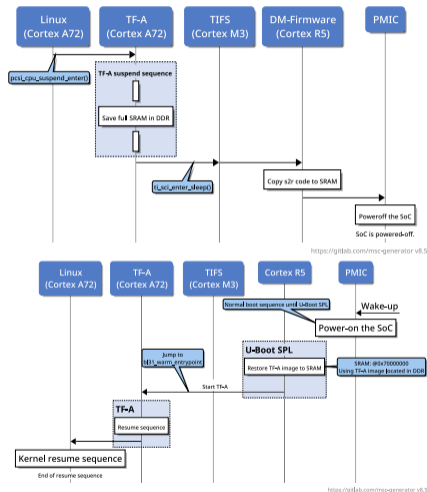 Linux
(Cortex A72)
TF-A
(Cortex A72)
TIFS
(Cortex M3)
DM-Firmware
(Cortex R5)
PMIC
pcsi_cpu_suspend_enter()
TF-A suspend sequence
Save full SRAM in DDR
ti_sci_enter_sleep()
Copy s2r code to SRAM
Poweroff the SoC
SoC is powered-off.
https://gitlab.com/msc-generator v8.5
Linux
(Cortex A72)
TF-A
(Cortex A72)
TIFS
(Cortex M3)
Cortex R5
PMIC
Normal boot sequence until U-Boot SPL
Wake-up
Power-on the SoC
U-Boot SPL
Jump to
bl31_warm_entrypoint
Restore TF-A image to SRAM
SRAM: @0x70000000
Using TF-A image located in DDR
Start TF-A
TF-A
Resume sequence
Kernel resume sequence
End of resume sequence
https://gitlab.com/msc-generator v8.5